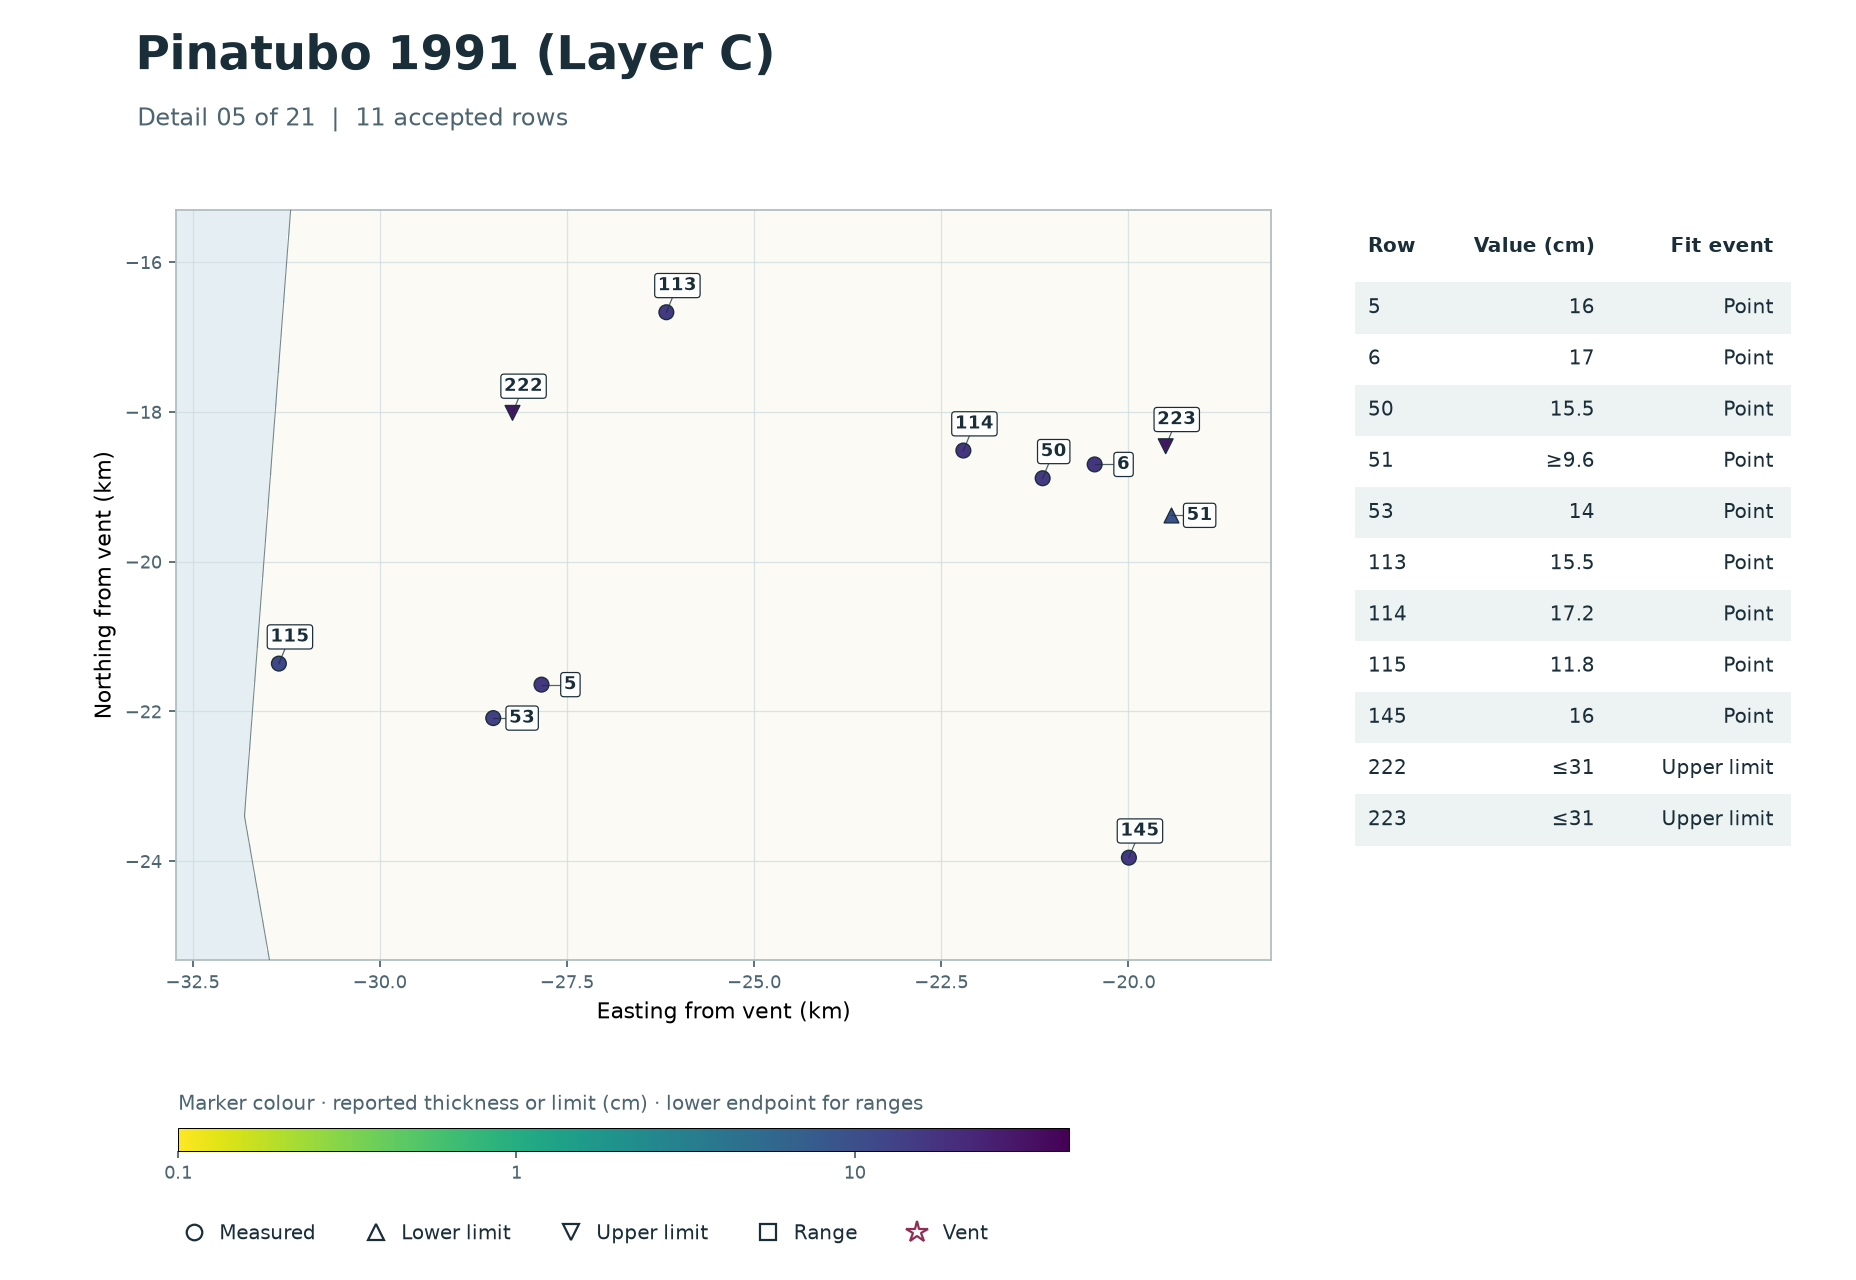 Pinatubo 1991 (Layer C)
Detail 05 of 21 | 11 accepted rows
Row Value (cm) Fit event
5 16 Point
6 17 Point
50 15.5 Point
51 ≥9.6 Point
53 14 Point
113 15.5 Point
114 17.2 Point
115 11.8 Point
145 16 Point
222 ≤31 Upper limit
223 ≤31 Upper limit
Northing from vent (km)
−16
−18
−20
−22
−24
113
222
223
114
50
6
51
115
5
53
145
−32.5 −30.0 −27.5 −25.0 −22.5 −20.0
Easting from vent (km)
Marker colour · reported thickness or limit (cm) · lower endpoint for ranges
0.1 1 10
Measured Lower limit Upper limit Range Vent